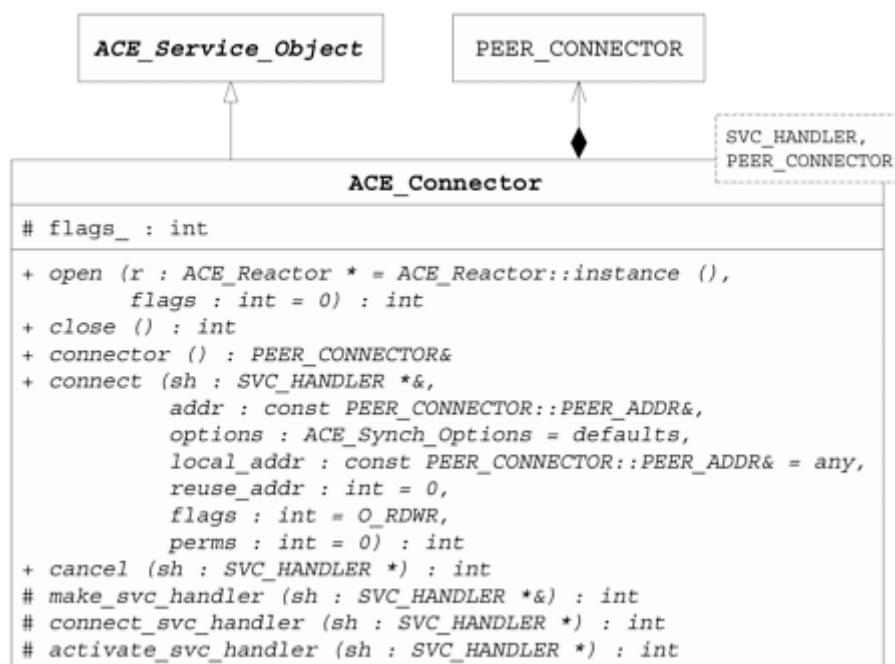 ACE_Service_Object
PEER_CONNECTOR
SVC_HANDLER,
PEER_CONNECTOR
ACE_Connector
# flags_ : int
+ open (r : ACE_Reactor * = ACE_Reactor::instance (),
flags : int = 0) : int
+ close () : int
+ connector () : PEER_CONNECTOR&
+ connect (sh : SVC_HANDLER *&,
addr : const PEER_CONNECTOR::PEER_ADDR&,
options : ACE_Synch_Options = defaults,
local_addr : const PEER_CONNECTOR::PEER_ADDR& = any,
reuse_addr : int = 0,
flags : int = O_RDWR,
perms : int = 0) : int
+ cancel (sh : SVC_HANDLER *) : int
# make_svc_handler (sh : SVC_HANDLER *&) : int
# connect_svc_handler (sh : SVC_HANDLER *) : int
# activate_svc_handler (sh : SVC_HANDLER *) : int